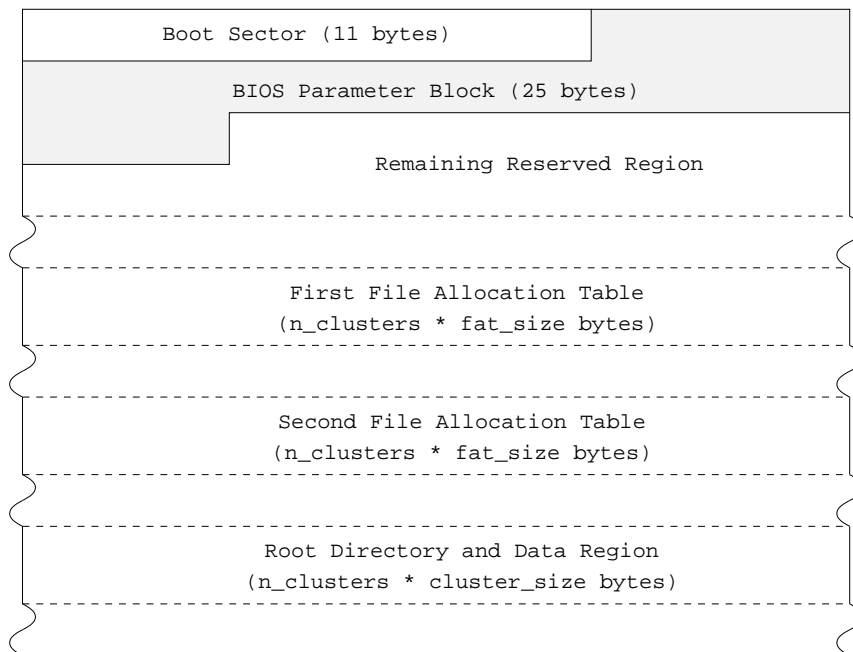 Boot Sector (11 bytes)
BIOS Parameter Block (25 bytes)
Remaining Reserved Region
First File Allocation Table
(n_clusters * fat_size bytes)
Second File Allocation Table
(n_clusters * fat_size bytes)
Root Directory and Data Region
(n_clusters * cluster_size bytes)